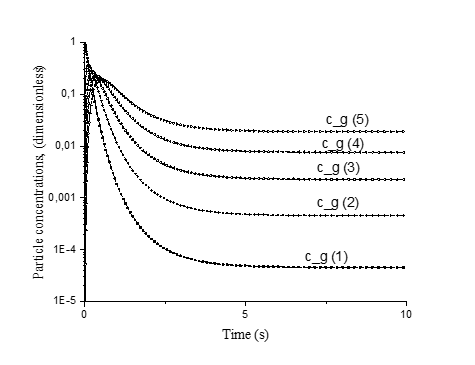 1
0,1
0,01
0,001
1E-4
1E-5
Particle concentrations, (dimensionless)
c_g (5)
c_g (4)
c_g (3)
c_g (2)
c_g (1)
0
5
10
Time (s)